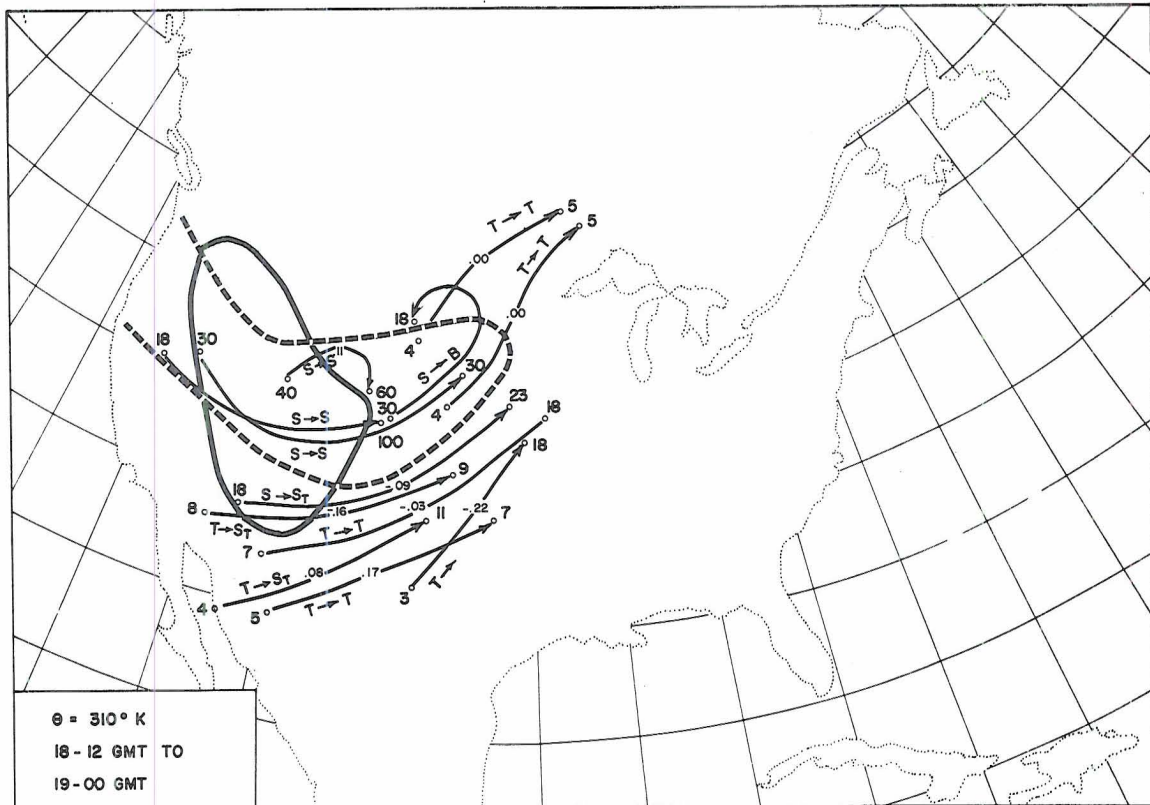 T → T
5
.00
T → T
5
.00
18
18
30
4
11
S → S
S → B
30
40
60
30
4
23
18
S → S
100
S → S
18
9
18
S → ST
-.09
8
-.16
-.03
-.22
T → ST
T → T
11
7
7
T → ST
.08
.17
T →
4
5
T → T
3
θ = 310° K
18-12 GMT TO
19-00 GMT